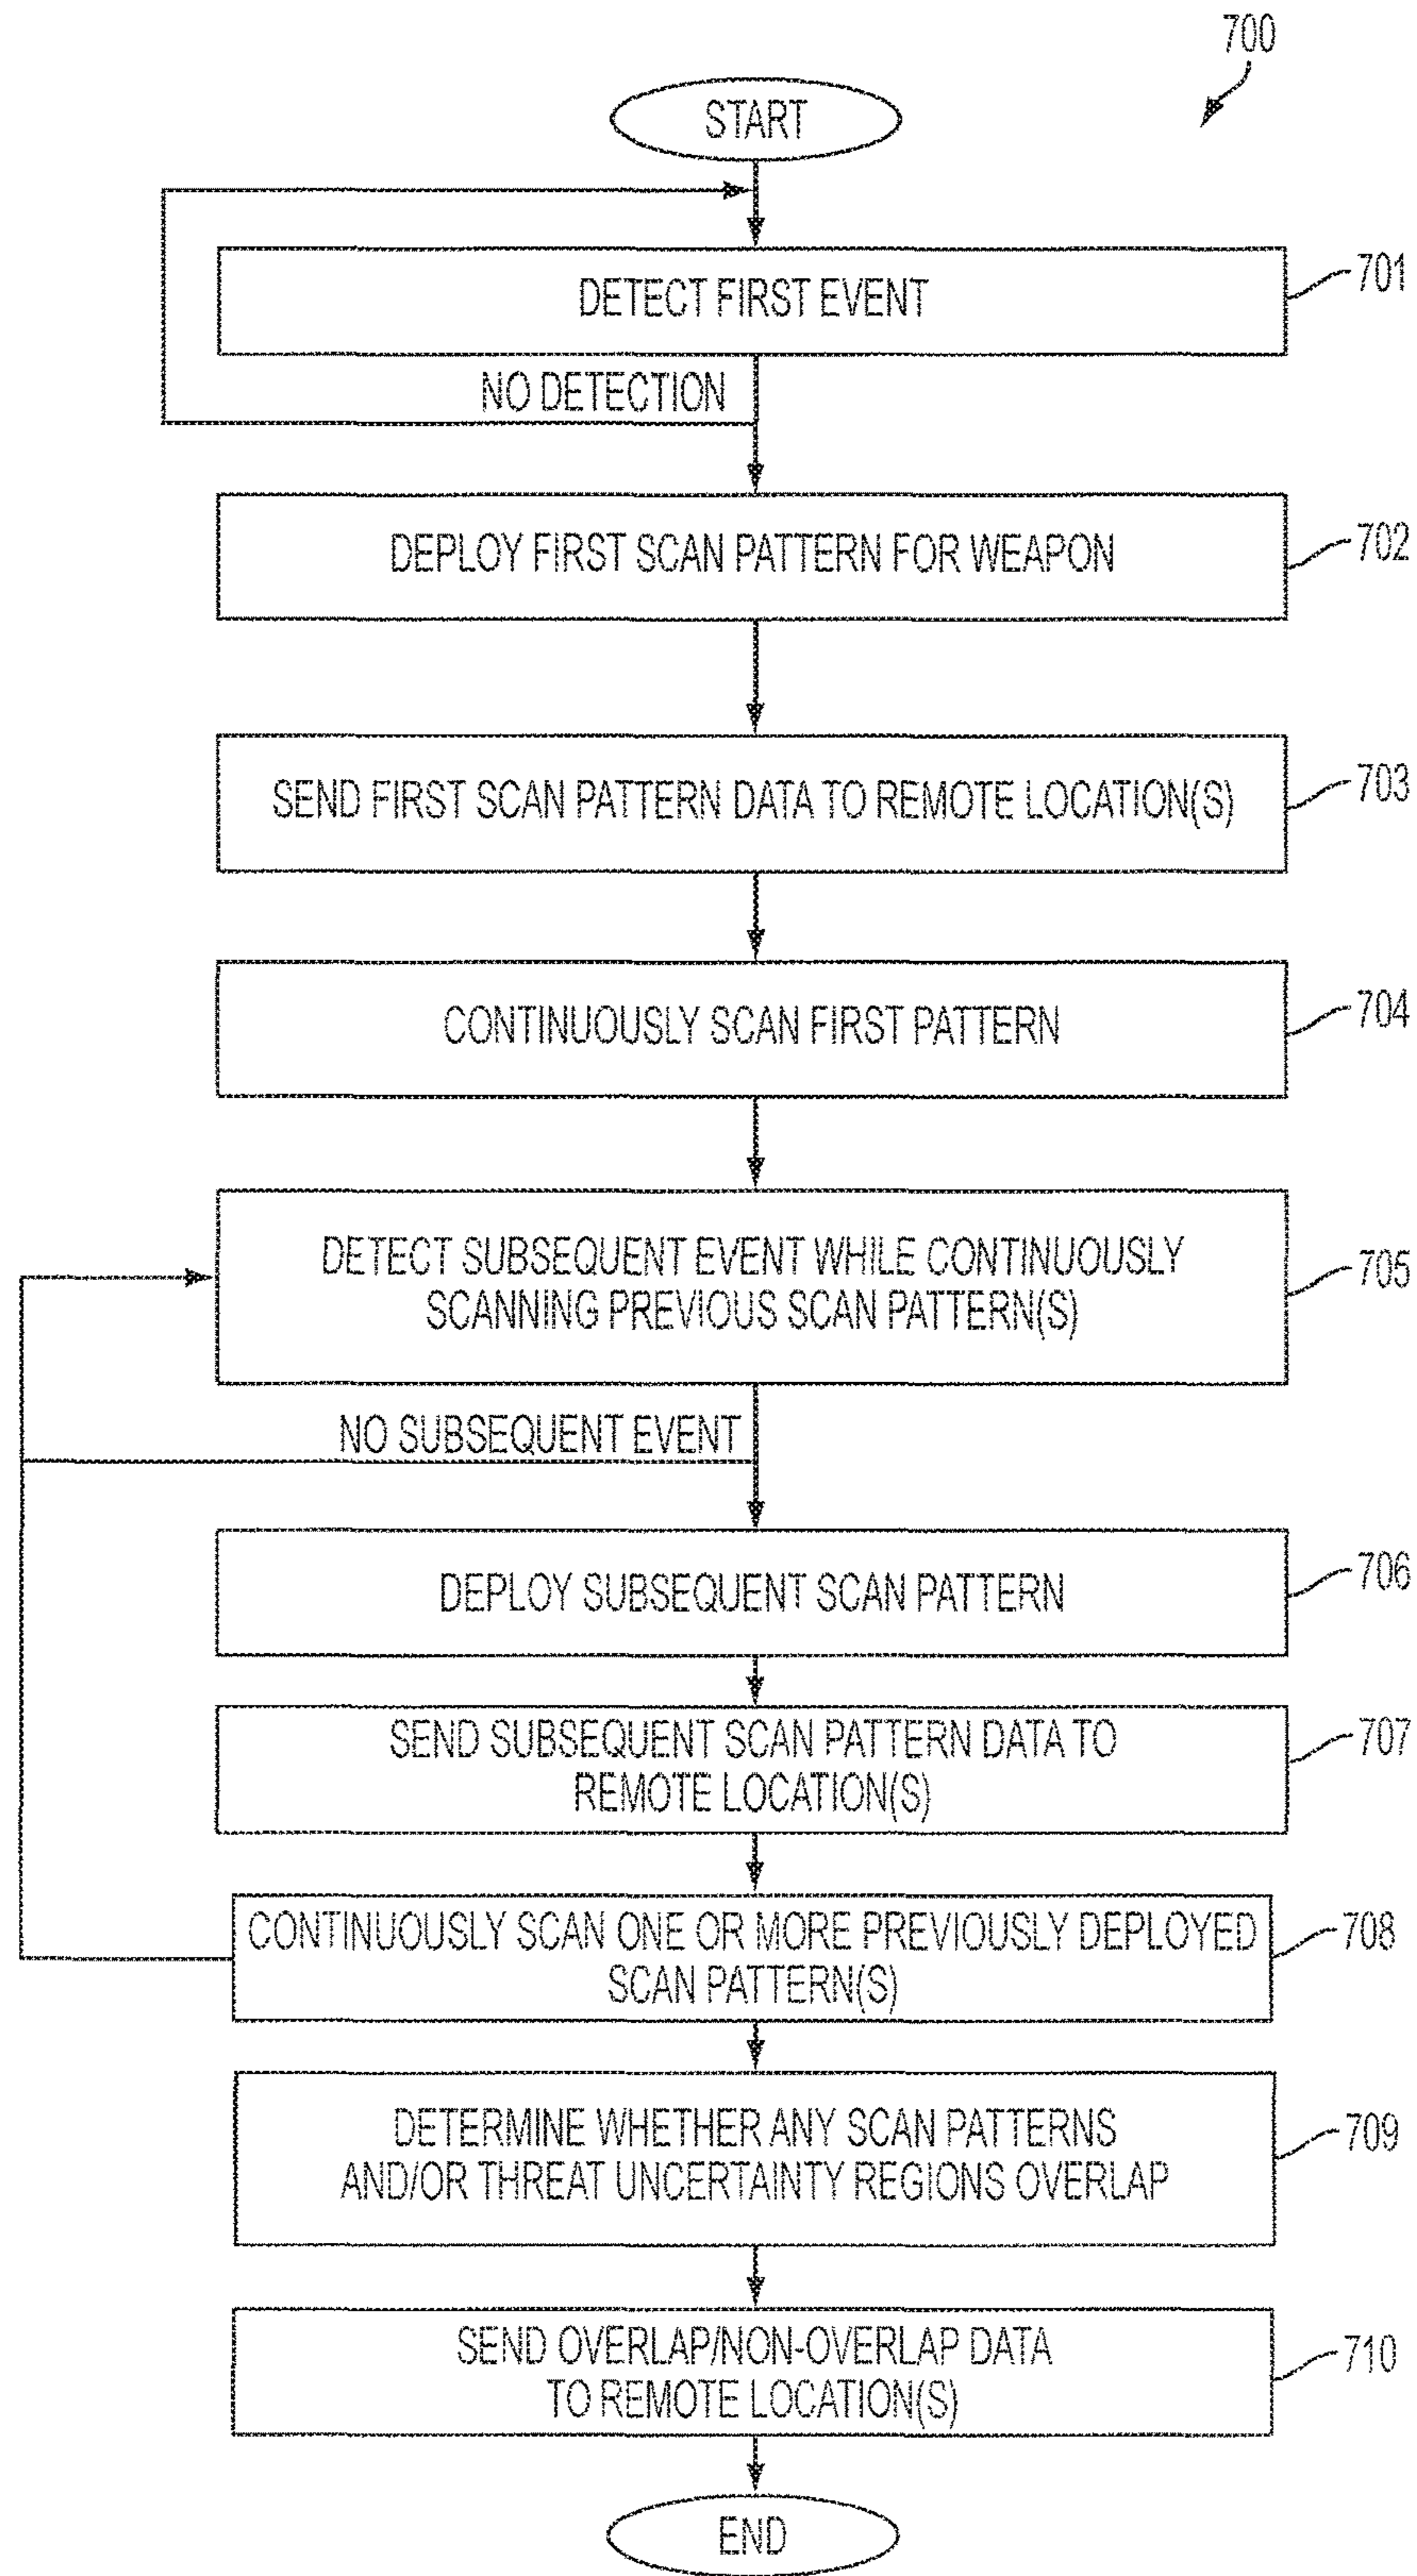 700
START
DETECT FIRST EVENT
701
NO DETECTION
DEPLOY FIRST SCAN PATTERN FOR WEAPON
702
SEND FIRST SCAN PATTERN DATA TO REMOTE LOCATION(S)
703
CONTINUOUSLY SCAN FIRST PATTERN
704
DETECT SUBSEQUENT EVENT WHILE CONTINUOUSLY
SCANNING PREVIOUS SCAN PATTERN(S)
705
NO SUBSEQUENT EVENT
DEPLOY SUBSEQUENT SCAN PATTERN
706
SEND SUBSEQUENT SCAN PATTERN DATA TO
REMOTE LOCATION(S)
707
CONTINUOUSLY SCAN ONE OR MORE PREVIOUSLY DEPLOYED
SCAN PATTERN(S)
708
DETERMINE WHETHER ANY SCAN PATTERNS
AND/OR THREAT UNCERTAINTY REGIONS OVERLAP
709
SEND OVERLAP/NON-OVERLAP DATA
TO REMOTE LOCATION(S)
710
END